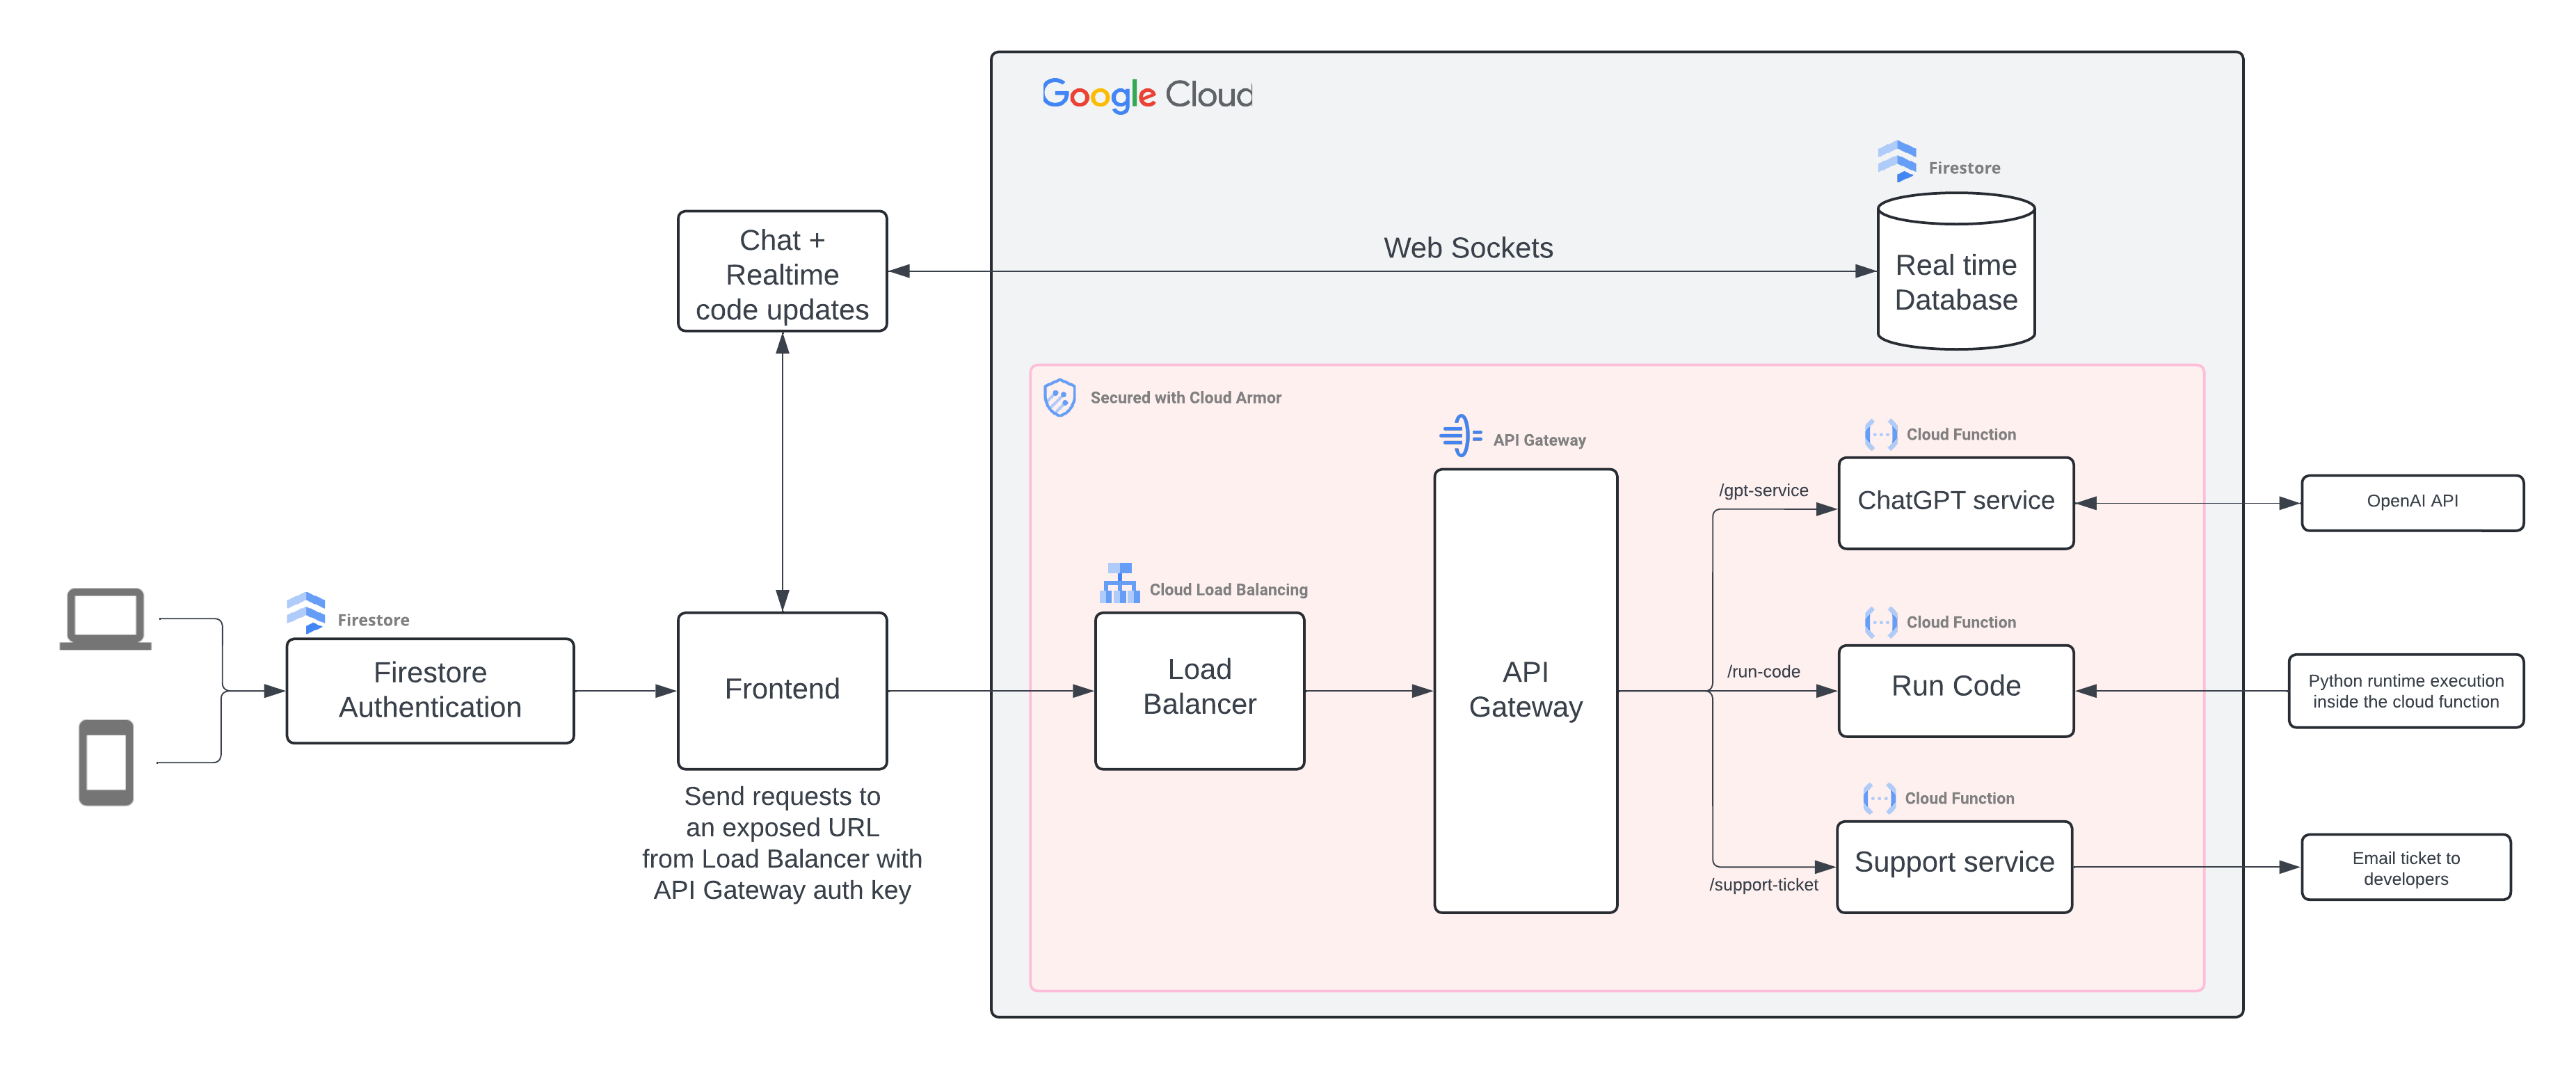 Google Cloud
Firestore
Chat +
Realtime
code updates
Web Sockets
Real time
Database
Secured with Cloud Armor
API Gateway
Cloud Function
/gpt-service
ChatGPT service
OpenAI API
Cloud Load Balancing
Firestore
Firestore
Authentication
Frontend
Load
Balancer
API
Gateway
Cloud Function
/run-code
Run Code
Python runtime execution
inside the cloud function
Send requests to
an exposed URL
from Load Balancer with
API Gateway auth key
Cloud Function
Support service
/support-ticket
Email ticket to
developers